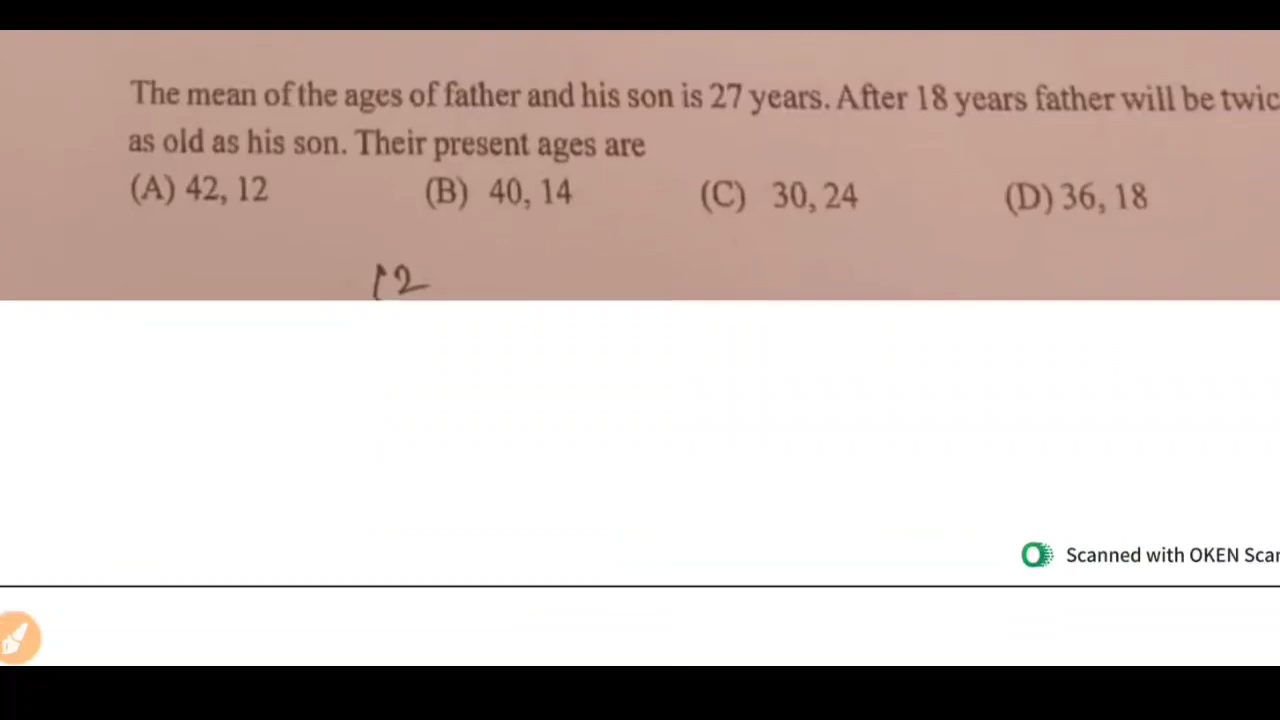 The mean of the ages of father and his son is 27 years. After 18 years father will be twic
as old as his son. Their present ages are
(A) 42, 12 (B) 40, 14 (C) 30, 24 (D) 36, 18
12
Scanned with OKEN Scan